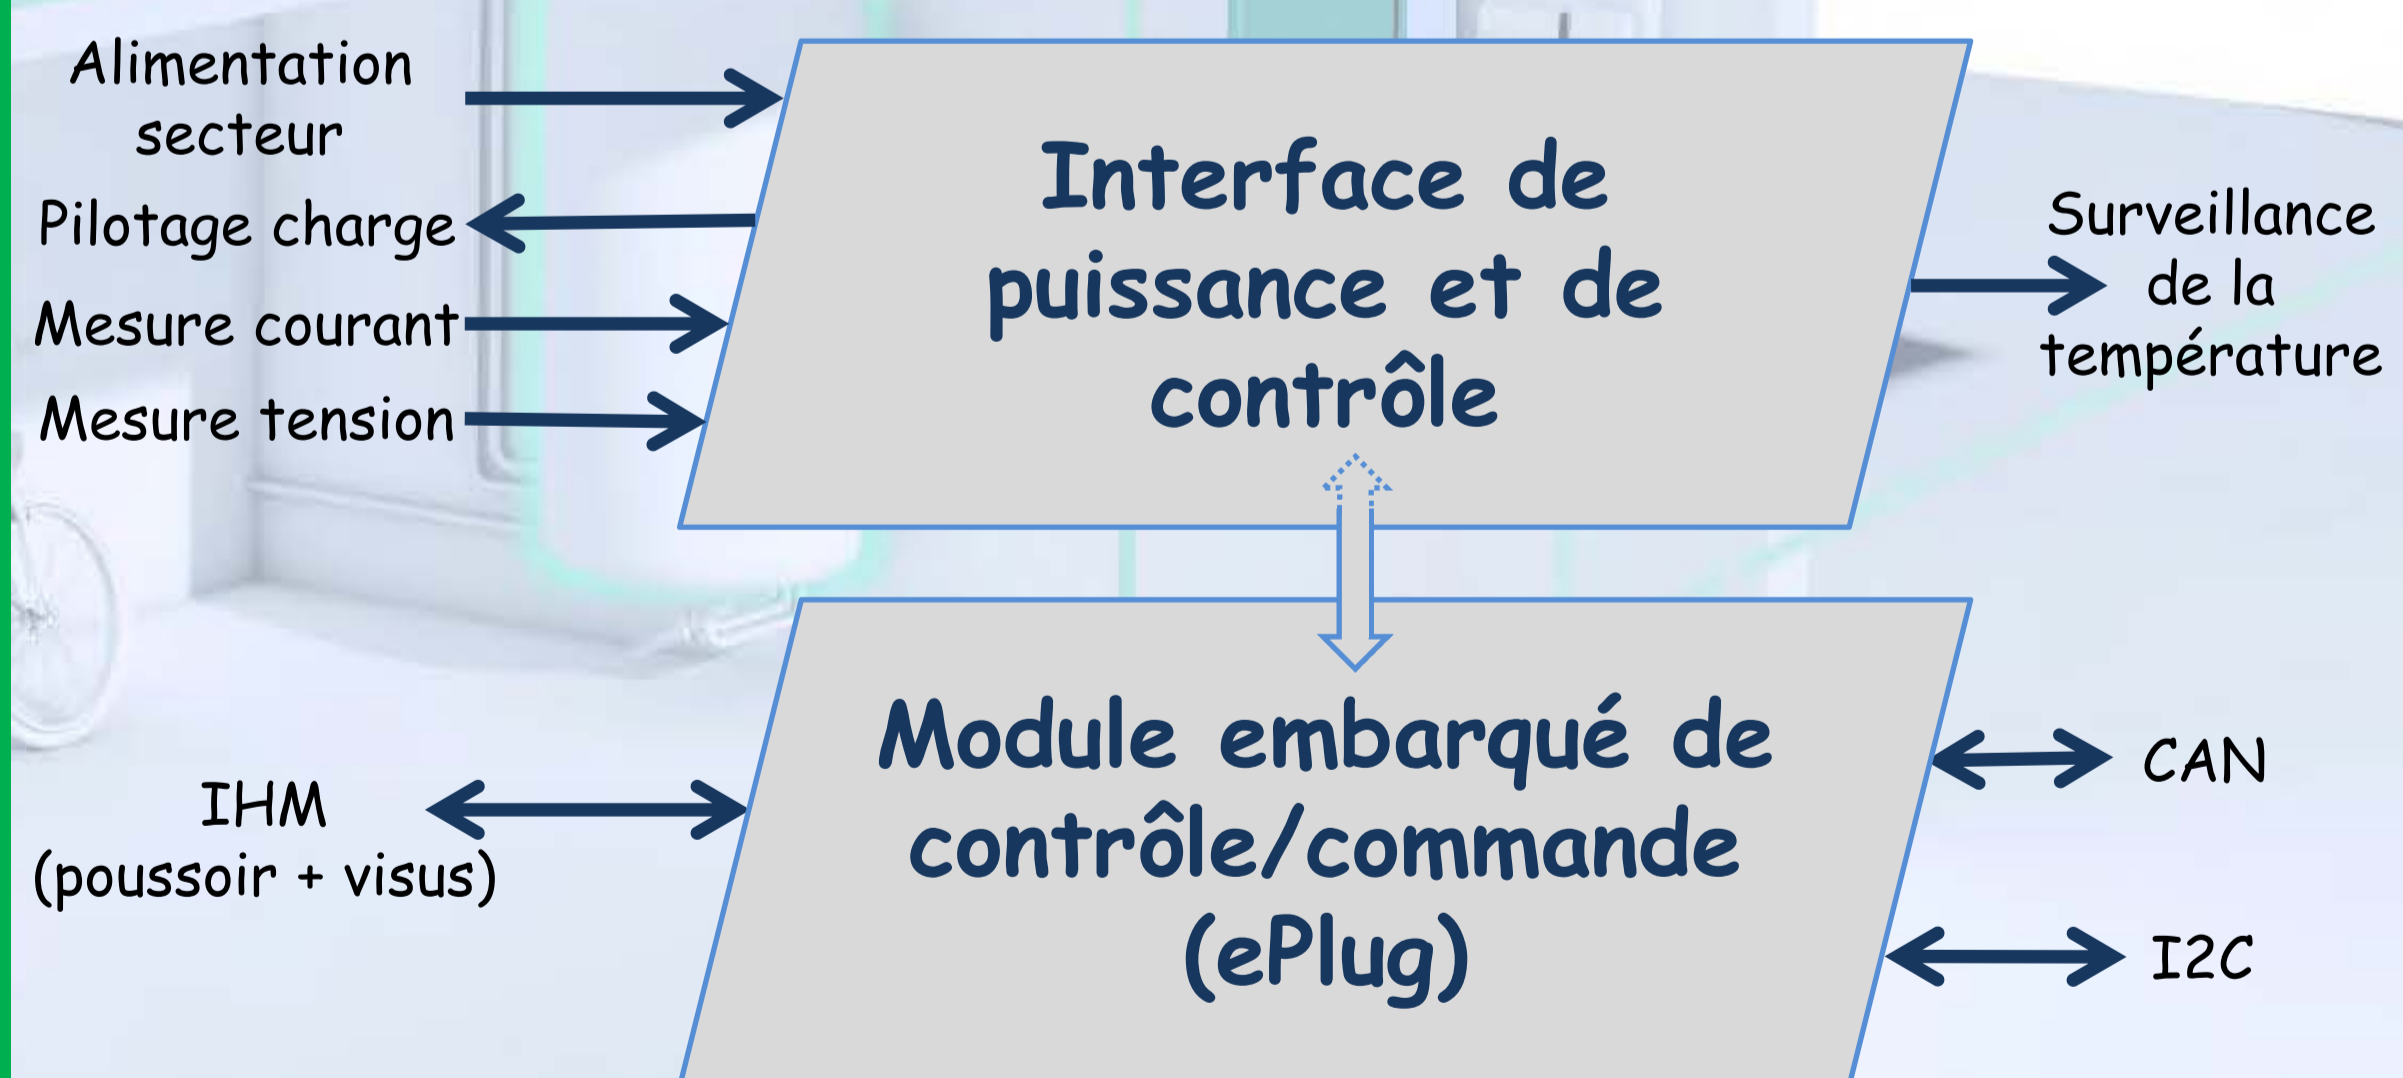 Alimentation
secteur
Pilotage charge
Mesure courant
Mesure tension
Interface de
puissance et de
contrôle
Surveillance
de la
température
IHM
(poussoir + visus)
Module embarqué de
contrôle/commande
(ePlug)
CAN
I2C